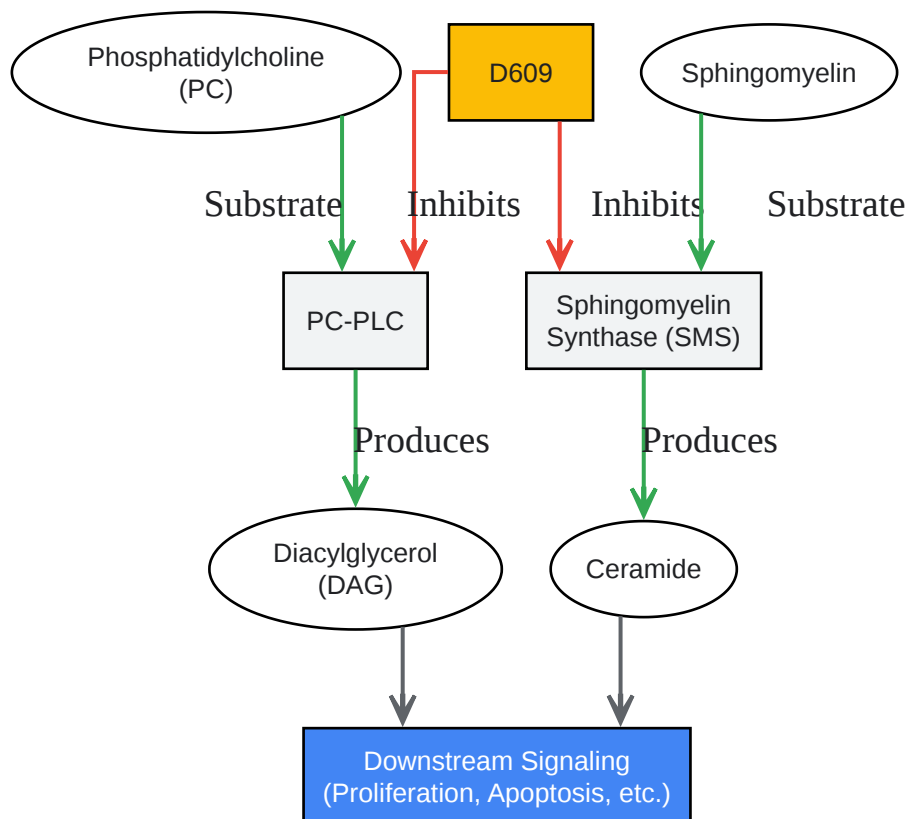 Phosphatidylcholine
(PC)
D609
Sphingomyelin
Substrate
Inhibits
Inhibits
Substrate
PC-PLC
Sphingomyelin
Synthase (SMS)
Produces
Produces
Diacylglycerol
(DAG)
Ceramide
Downstream Signaling
(Proliferation, Apoptosis, etc.)